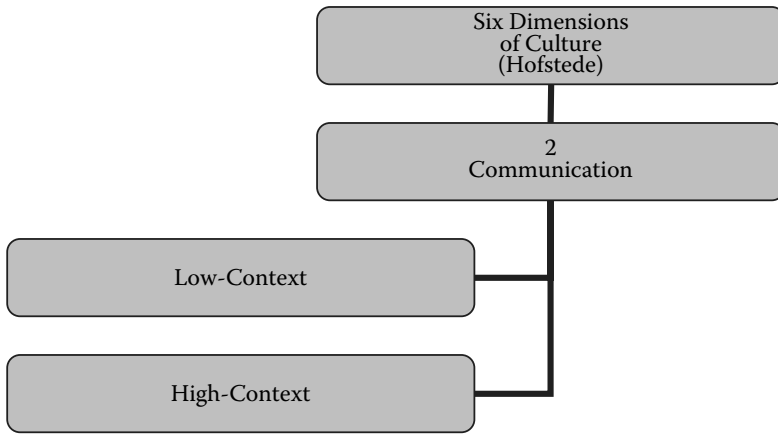 Six Dimensions
of Culture
(Hofstede)
2
Communication
Low-Context
High-Context